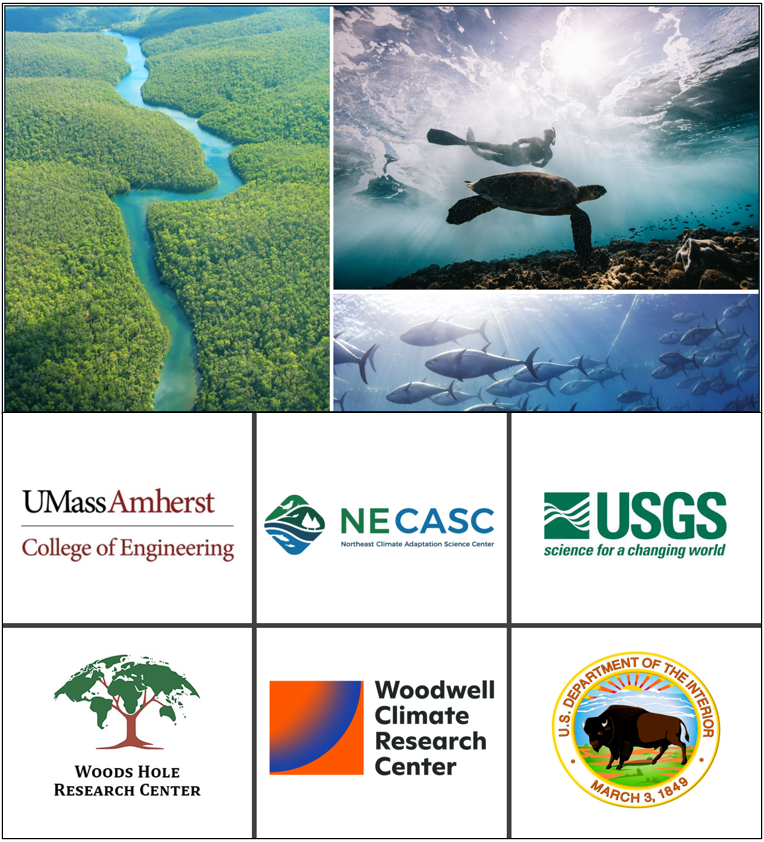 UMassAmherst
College of Engineering
NECASC
Northeast Climate Adaptation Science Center
USGS
science for a changing world
WOODS HOLE
RESEARCH CENTER
Woodwell
Climate
Research
Center
U.S. DEPARTMENT OF THE INTERIOR
MARCH 3, 1849